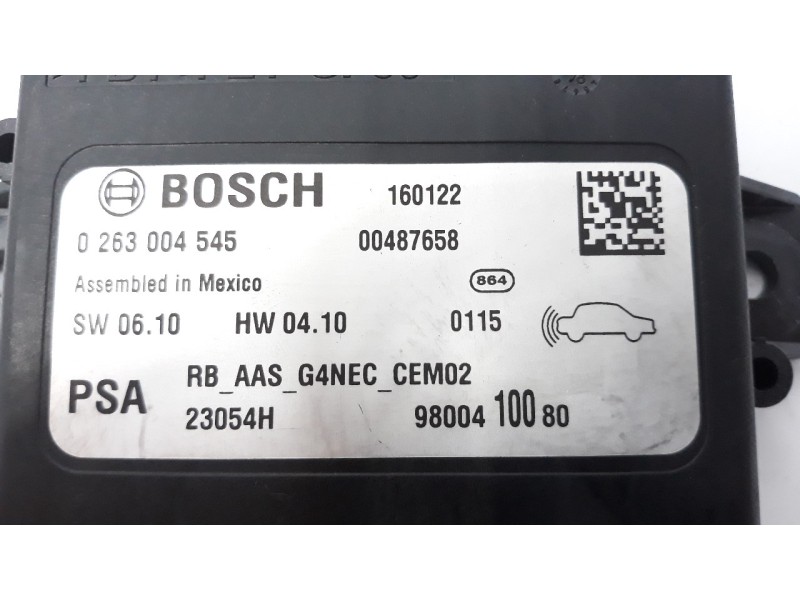 BOSCH 160122
0 263 004 545 00487658
Assembled in Mexico 864
SW 06.10 HW 04.10 0115
PSA RB_AAS_G4NEC_CEM02
23054H 98004 100 80